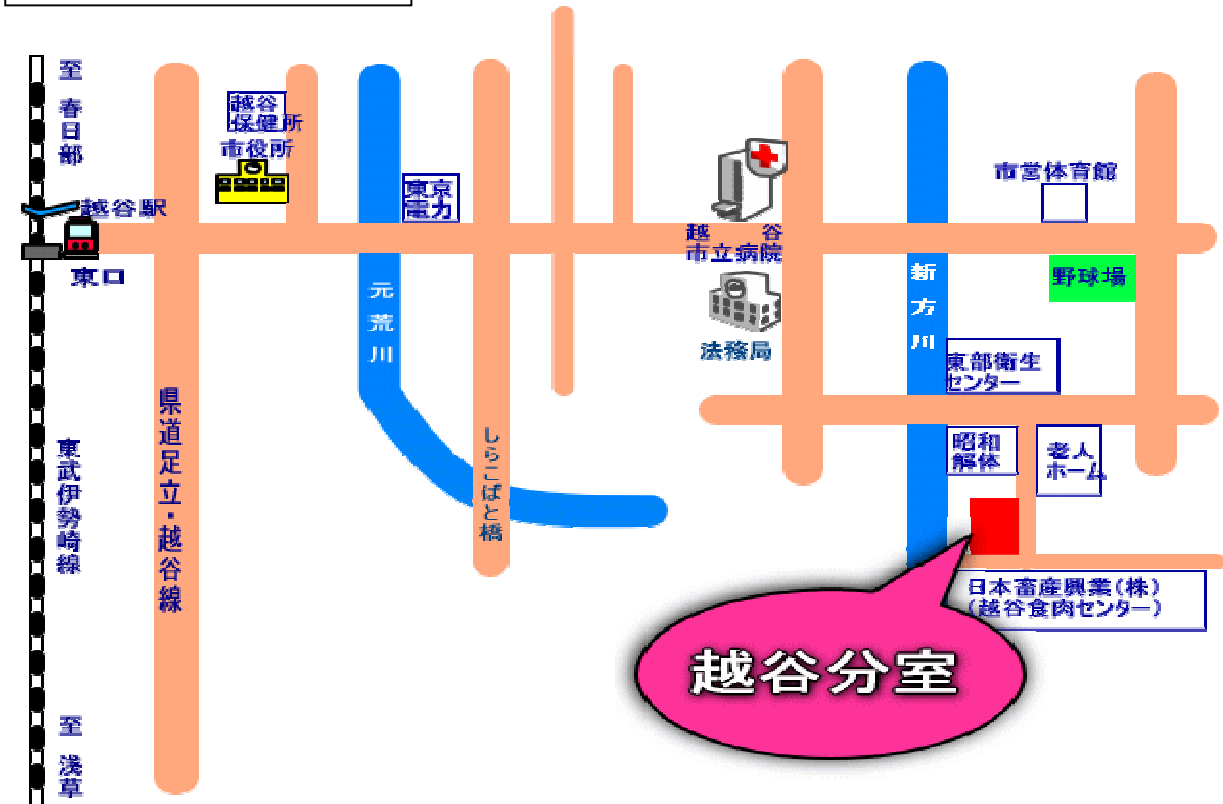 至 春日部
越谷
保健所
市役所
東京
電力
越谷駅
東口
市営体育館
越 谷
市立病院
野球場
元荒川
新方川
法務局
東部衛生
センター
県道足立・越谷線
しらこばと橋
東武伊勢崎線
昭和
解体
老人
ホーム
日本畜産興業(株)
(越谷食肉センター)
越谷分室
至 浅草